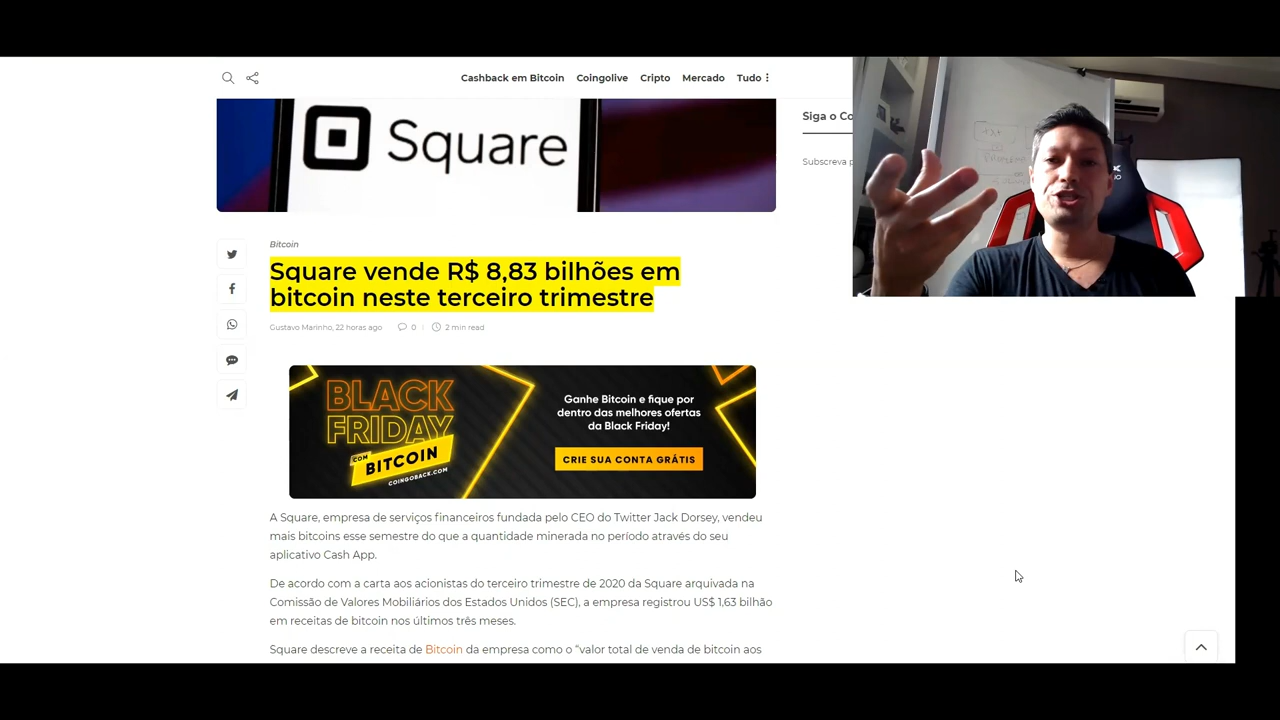 Cashback em Bitcoin Coingolive Cripto Mercado Tudo
Square
Siga o Co
Subscreva p
Bitcoin
Square vende R$ 8,83 bilhões em
bitcoin neste terceiro trimestre
Gustavo Marinho, 22 horas ago 0 2 min read
BLACK
FRIDAY
COM
BITCOIN
COINGOBACK.COM
Ganhe Bitcoin e fique por
dentro das melhores ofertas
da Black Friday!
CRIE SUA CONTA GRÁTIS
A Square, empresa de serviços financeiros fundada pelo CEO do Twitter Jack Dorsey, vendeu
mais bitcoins esse semestre do que a quantidade minerada no período através do seu
aplicativo Cash App.
De acordo com a carta aos acionistas do terceiro trimestre de 2020 da Square arquivada na
Comissão de Valores Mobiliários dos Estados Unidos (SEC), a empresa registrou US$ 1,63 bilhão
em receitas de bitcoin nos últimos três meses.
Square descreve a receita de Bitcoin da empresa como o "valor total de venda de bitcoin aos